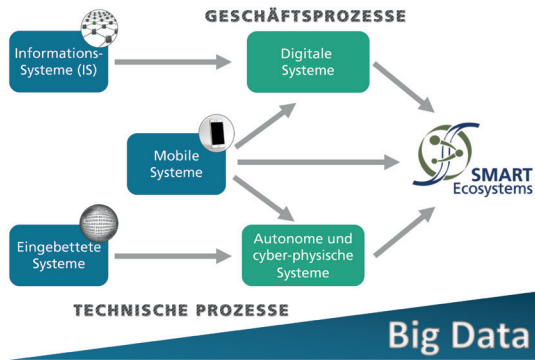 GESCHÄFTSPROZESSE
Informations-
Systeme (IS)
Digitale
Systeme
Mobile
Systeme
SMART
Ecosystems
Eingebettete
Systeme
Autonome und
cyber-physische
Systeme
TECHNISCHE PROZESSE
Big Data